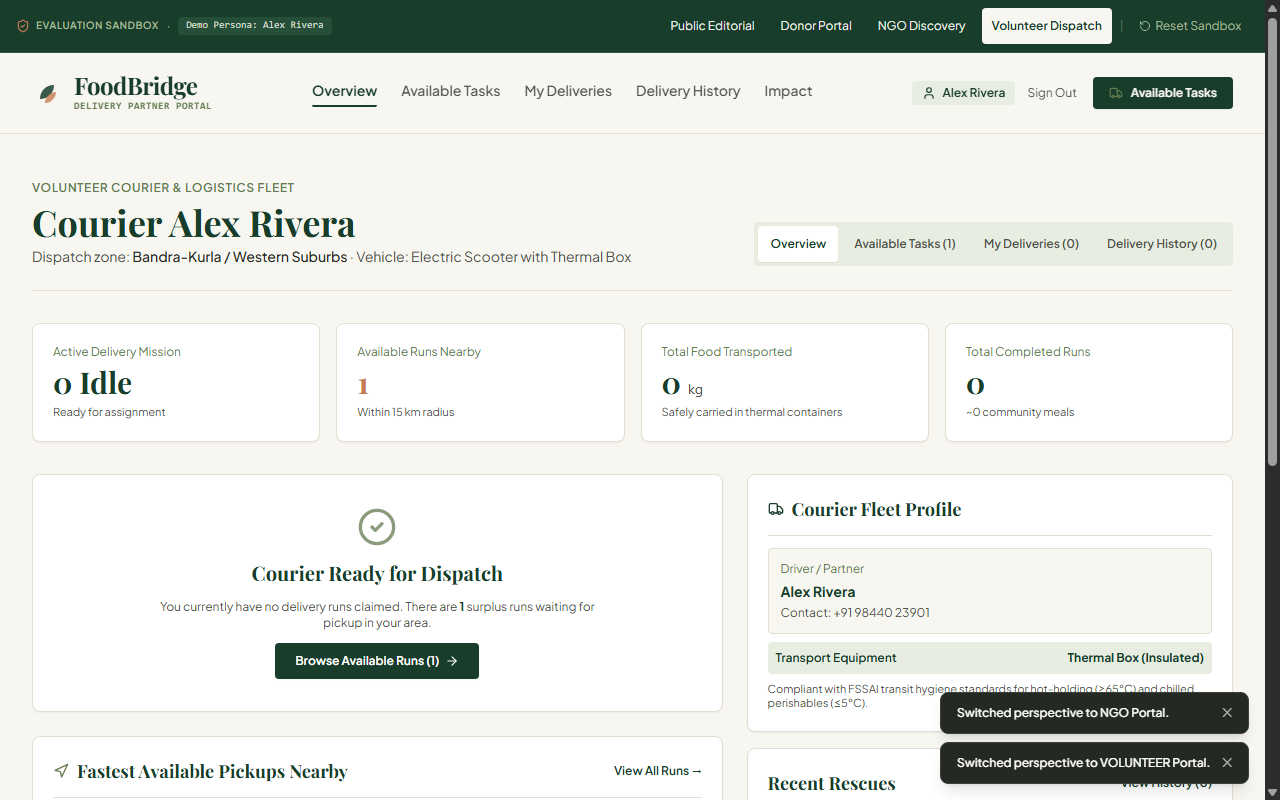 EVALUATION SANDBOX · Demo Persona: Alex Rivera
Public Editorial Donor Portal NGO Discovery Volunteer Dispatch | Reset Sandbox
FoodBridge
DELIVERY PARTNER PORTAL
Overview Available Tasks My Deliveries Delivery History Impact
Alex Rivera Sign Out Available Tasks
VOLUNTEER COURIER & LOGISTICS FLEET
Courier Alex Rivera
Dispatch zone: Bandra-Kurla / Western Suburbs · Vehicle: Electric Scooter with Thermal Box
Overview Available Tasks (1) My Deliveries (0) Delivery History (0)
Active Delivery Mission
0 Idle
Ready for assignment
Available Runs Nearby
1
Within 15 km radius
Total Food Transported
0 kg
Safely carried in thermal containers
Total Completed Runs
0
~0 community meals
Courier Ready for Dispatch
You currently have no delivery runs claimed. There are 1 surplus runs waiting for
pickup in your area.
Browse Available Runs (1) →
Courier Fleet Profile
Driver / Partner
Alex Rivera
Contact: +91 98440 23901
Transport Equipment Thermal Box (Insulated)
Compliant with FSSAI transit hygiene standards for hot-holding (≥65°C) and chilled
perishables (≤5°C).
Fastest Available Pickups Nearby View All Runs →
Recent Rescues View History (0)
Switched perspective to NGO Portal.
Switched perspective to VOLUNTEER Portal.